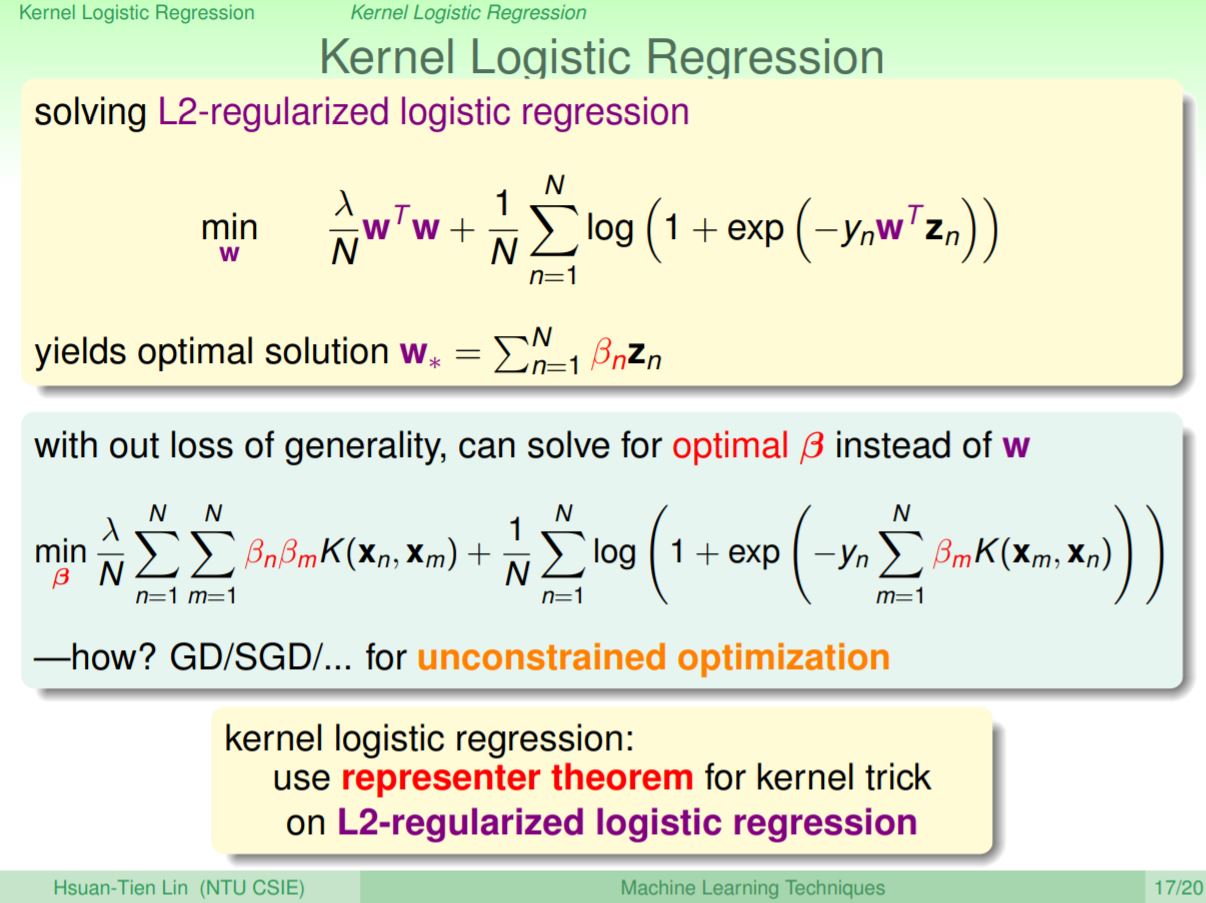 Kernel Logistic Regression Kernel Logistic Regression
Kernel Logistic Regression
solving L2-regularized logistic regression
$$\min_{\mathbf{w}} \quad \frac{\lambda}{N}\mathbf{w}^T\mathbf{w} + \frac{1}{N}\sum_{n=1}^{N} \log\left(1 + \exp\left(-y_n\mathbf{w}^T\mathbf{z}_n\right)\right)$$
yields optimal solution $\mathbf{w}_* = \sum_{n=1}^{N} \beta_n\mathbf{z}_n$
with out loss of generality, can solve for optimal $\boldsymbol{\beta}$ instead of $\mathbf{w}$
$$\min_{\boldsymbol{\beta}} \frac{\lambda}{N}\sum_{n=1}^{N}\sum_{m=1}^{N} \beta_n\beta_m K(\mathbf{x}_n, \mathbf{x}_m) + \frac{1}{N}\sum_{n=1}^{N} \log\left(1 + \exp\left(-y_n\sum_{m=1}^{N} \beta_m K(\mathbf{x}_m, \mathbf{x}_n)\right)\right)$$
—how? GD/SGD/... for unconstrained optimization
kernel logistic regression:
use representer theorem for kernel trick
on L2-regularized logistic regression
Hsuan-Tien Lin (NTU CSIE) Machine Learning Techniques 17/20